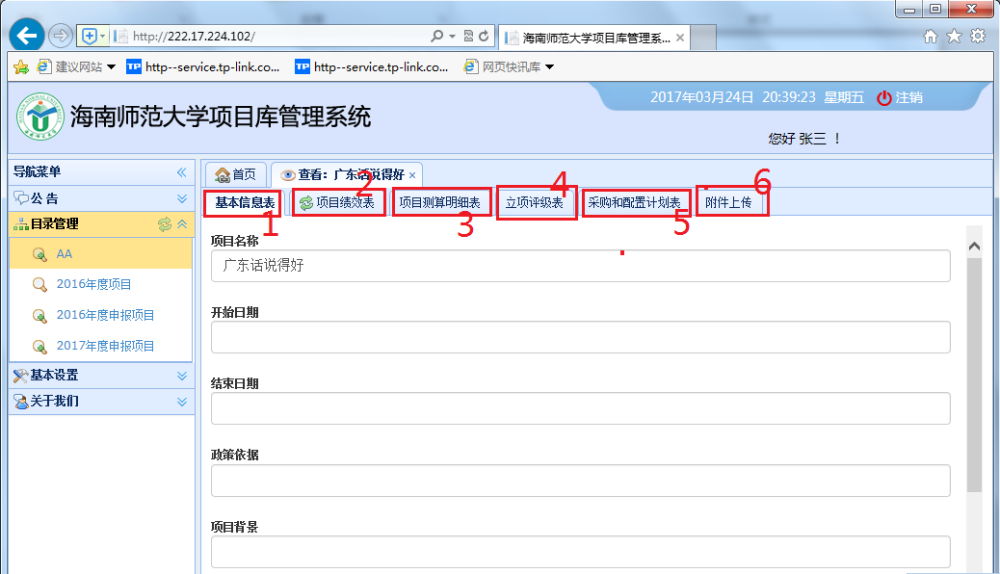 http://222.17.224.102/
海南师范大学项目库管理系...
建议网站
TP http--service.tp-link.co...
TP http--service.tp-link.co...
网页快讯库
海南师范大学项目库管理系统
2017年03月24日 20:39:23 星期五 注销
您好 张三 ！
导航菜单
公 告
目录管理
AA
2016年度项目
2016年度申报项目
2017年度申报项目
基本设置
关于我们
首页
查看：广东话说得好
基本信息表
1
项目绩效表
2
项目测算明细表
3
立项评级表
4
采购和配置计划表
5
附件上传
6
项目名称
广东话说得好
开始日期
结束日期
政策依据
项目背景